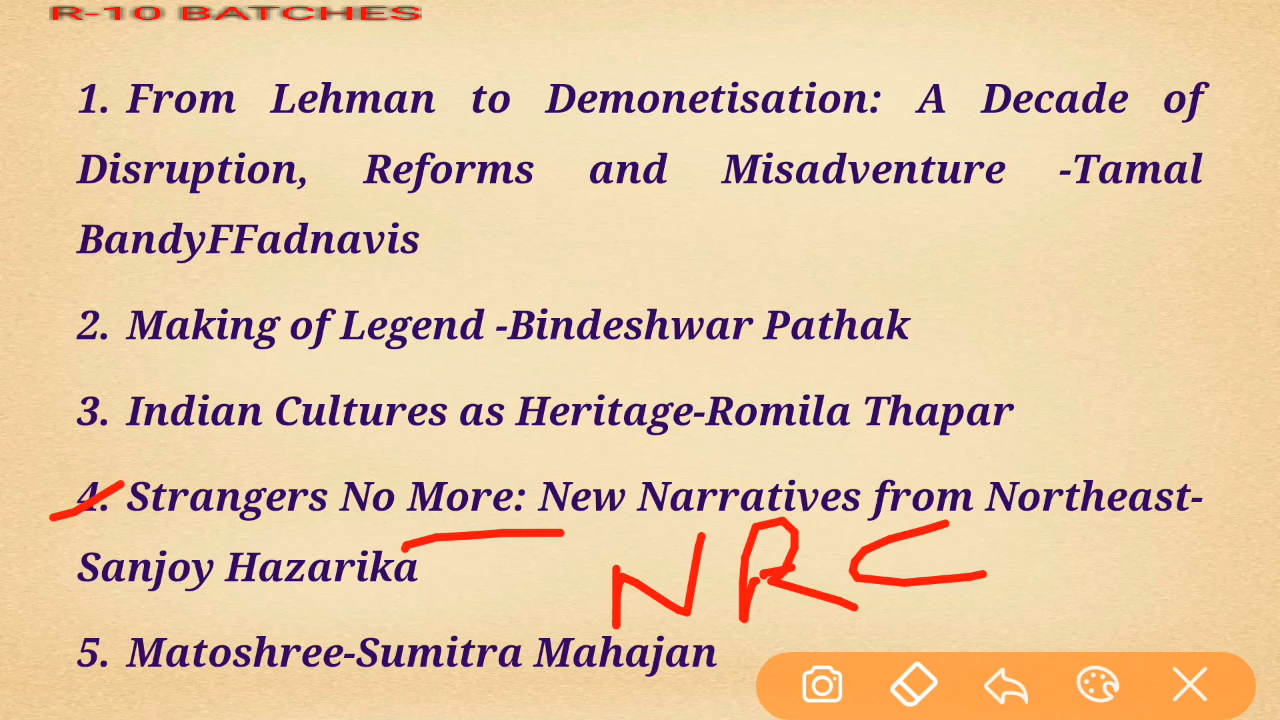 R-10 BATCHES
1. From Lehman to Demonetisation: A Decade of
Disruption, Reforms and Misadventure -Tamal
BandyFFadnavis
2. Making of Legend -Bindeshwar Pathak
3. Indian Cultures as Heritage-Romila Thapar
4. Strangers No More: New Narratives from Northeast-
Sanjoy Hazarika
NRC
5. Matoshree-Sumitra Mahajan